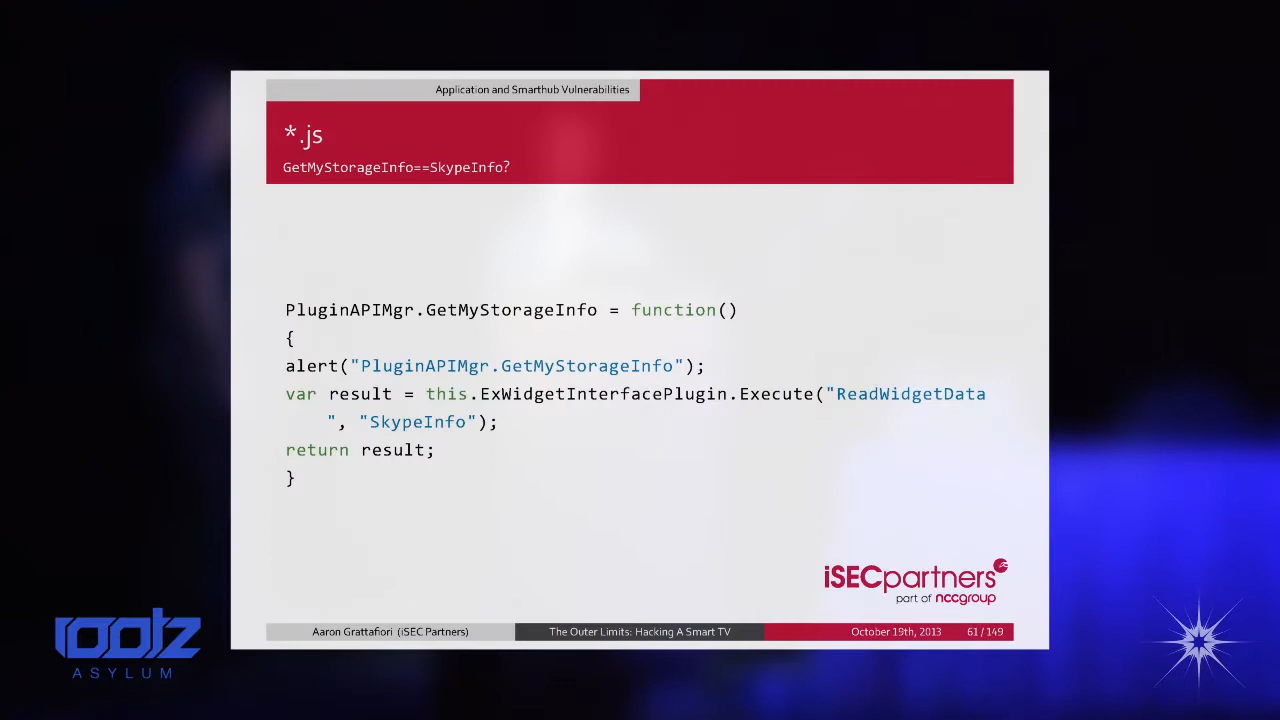 Application and Smarthub Vulnerabilities
*.js
GetMyStorageInfo==SkypeInfo?
PluginAPIMgr.GetMyStorageInfo = function()
{
alert("PluginAPIMgr.GetMyStorageInfo");
var result = this.ExWidgetInterfacePlugin.Execute("ReadWidgetData
", "SkypeInfo");
return result;
}
iSECpartners
part of nccgroup
Aaron Grattafiori (iSEC Partners) The Outer Limits: Hacking A Smart TV October 19th, 2013 61 / 149
rootz
ASYLUM